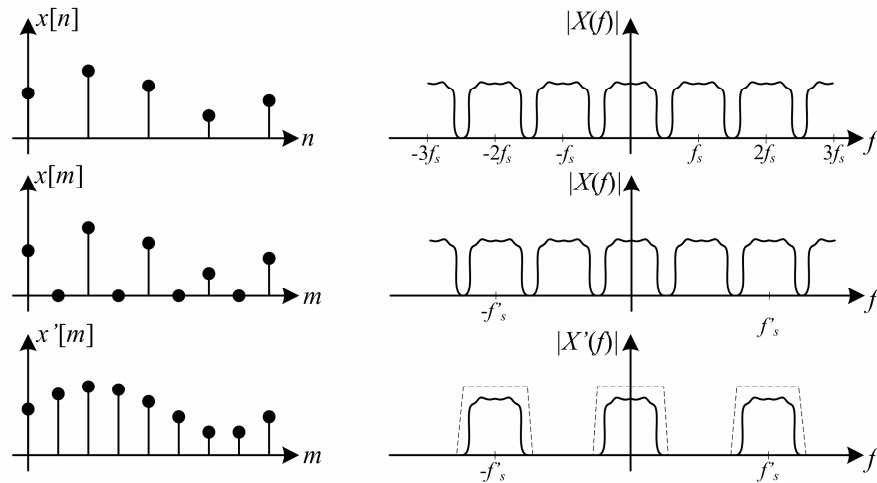 x[n]
|X(f)|
n
-3fs
-2fs
-fs
fs
2fs
3fs
f
x[m]
|X(f)|
m
-f's
f's
f
x'[m]
|X'(f)|
m
-f's
f's
f